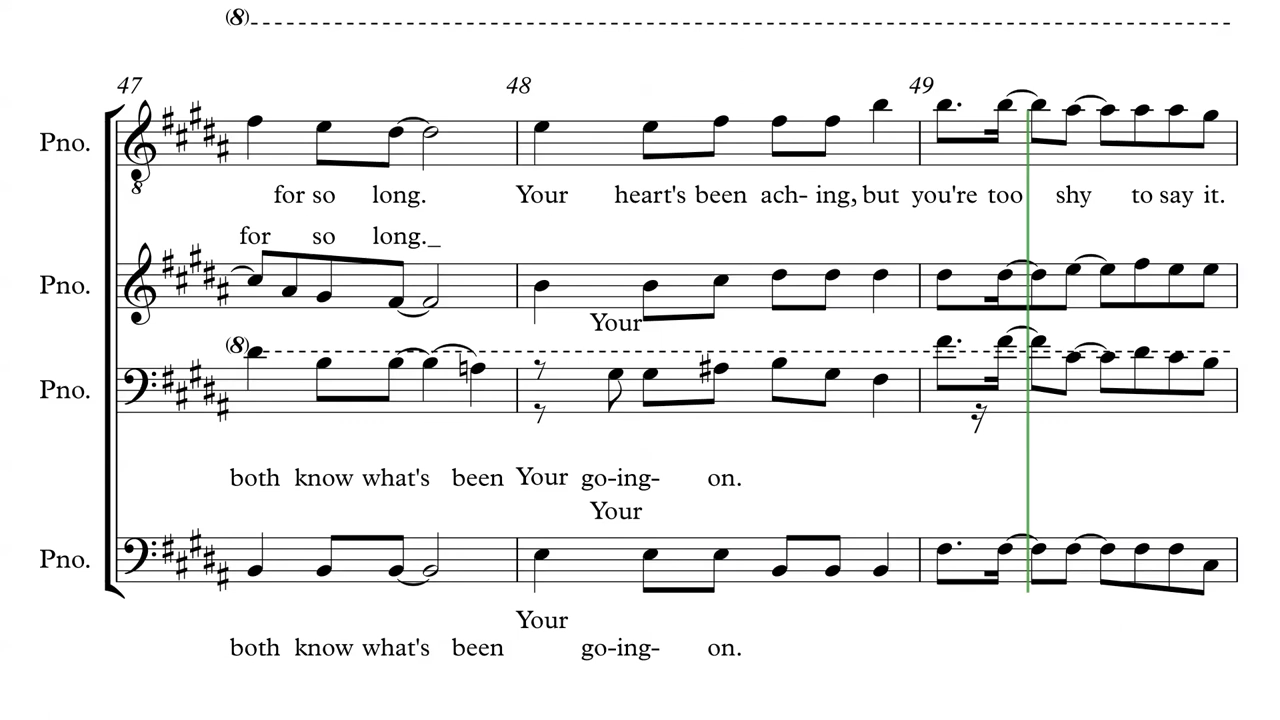 (8)
47 48 49
Pno.
8
for so long. Your heart's been ach- ing, but you're too shy to say it.
for so long._
Pno.
Your
(8)
Pno.
both know what's been Your go-ing- on.
Your
Pno.
Your
both know what's been go-ing- on.